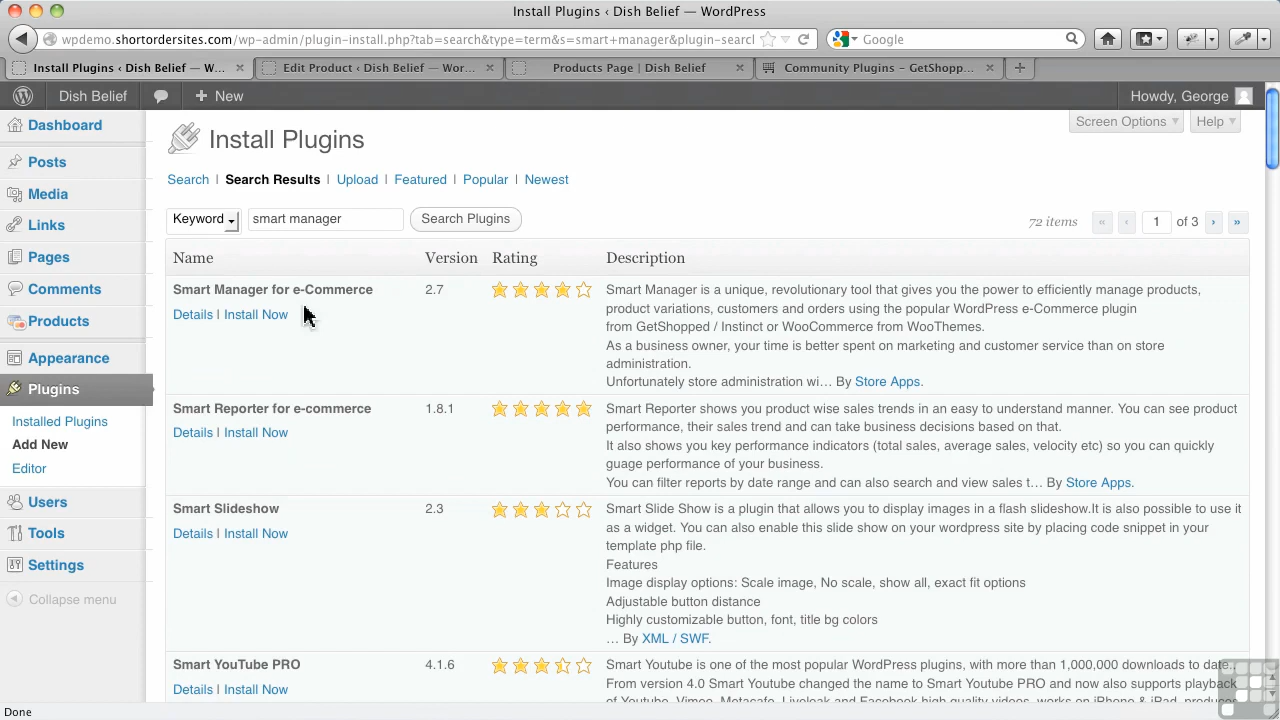 Install Plugins ‹ Dish Belief — WordPress
wpdemo.shortordersites.com/wp-admin/plugin-install.php?tab=search&type=term&s=smart+manager&plugin-searcl
Google
Install Plugins ‹ Dish Belief — W...
Edit Product ‹ Dish Belief — Wor...
Products Page | Dish Belief
Community Plugins – GetShopp...
Dish Belief
+ New
Howdy, George
Dashboard
Posts
Media
Links
Pages
Comments
Products
Appearance
Plugins
Installed Plugins
Add New
Editor
Users
Tools
Settings
Collapse menu
Screen Options
Help
Install Plugins
Search | Search Results | Upload | Featured | Popular | Newest
Keyword
smart manager
Search Plugins
72 items « ‹ 1 of 3 › »
Name Version Rating Description
Smart Manager for e-Commerce
Details | Install Now
2.7
Smart Manager is a unique, revolutionary tool that gives you the power to efficiently manage products,
product variations, customers and orders using the popular WordPress e-Commerce plugin
from GetShopped / Instinct or WooCommerce from WooThemes.
As a business owner, your time is better spent on marketing and customer service than on store
administration.
Unfortunately store administration wi… By Store Apps.
Smart Reporter for e-commerce
Details | Install Now
1.8.1
Smart Reporter shows you product wise sales trends in an easy to understand manner. You can see product
performance, their sales trend and can take business decisions based on that.
It also shows you key performance indicators (total sales, average sales, velocity etc) so you can quickly
guage performance of your business.
You can filter reports by date range and can also search and view sales t… By Store Apps.
Smart Slideshow
Details | Install Now
2.3
Smart Slide Show is a plugin that allows you to display images in a flash slideshow.It is also possible to use it
as a widget. You can also enable this slide show on your wordpress site by placing code snippet in your
template php file.
Features
Image display options: Scale image, No scale, show all, exact fit options
Adjustable button distance
Highly customizable button, font, title bg colors
… By XML / SWF.
Smart YouTube PRO
Details | Install Now
4.1.6
Smart Youtube is one of the most popular WordPress plugins, with more than 1,000,000 downloads to date..
From version 4.0 Smart Youtube changed the name to Smart Youtube PRO and now also supports playback
of Youtube, Vimeo, Metacafe, Liveleak and Facebook high quality videos, works on iPhone & iPad, produces
Done